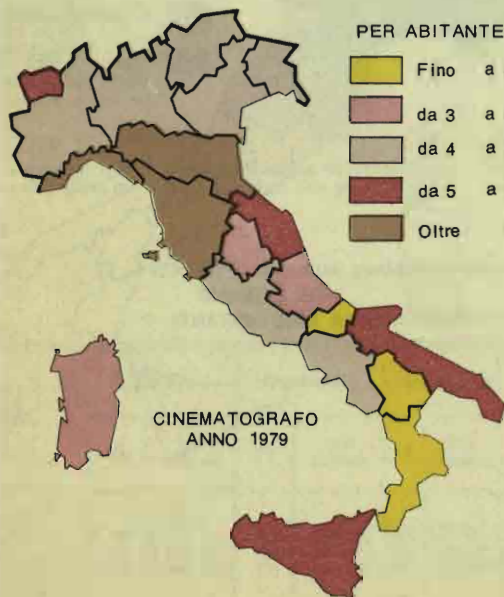 PER ABITANTE
Fino a
da 3 a
da 4 a
da 5 a
Oltre
CINEMATOGRAFO
ANNO 1979